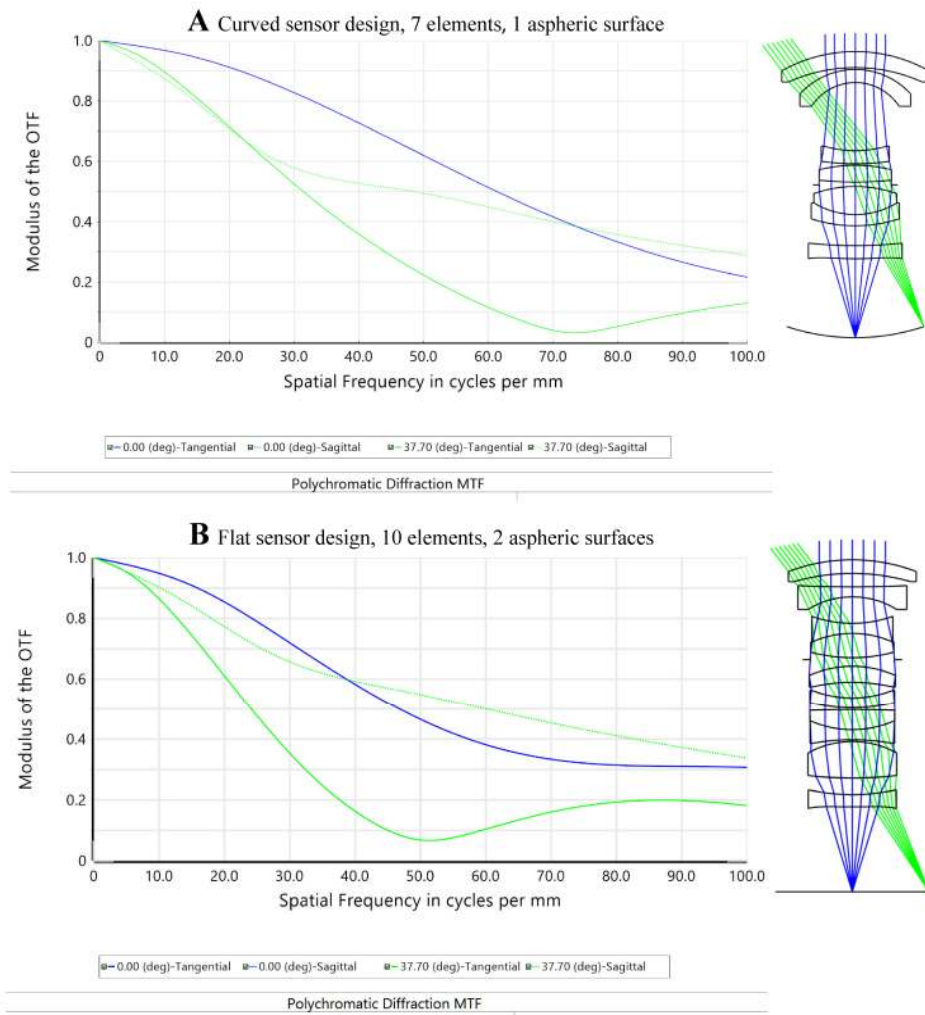 A Curved sensor design, 7 elements, 1 aspheric surface
1.0
0.8
0.6
0.4
0.2
0
Modulus of the OTF
0 10.0 20.0 30.0 40.0 50.0 60.0 70.0 80.0 90.0 100.0
Spatial Frequency in cycles per mm
0.00 (deg)-Tangential 0.00 (deg)-Sagittal 37.70 (deg)-Tangential 37.70 (deg)-Sagittal
Polychromatic Diffraction MTF
B Flat sensor design, 10 elements, 2 aspheric surfaces
1.0
0.8
0.6
0.4
0.2
0
Modulus of the OTF
0 10.0 20.0 30.0 40.0 50.0 60.0 70.0 80.0 90.0 100.0
Spatial Frequency in cycles per mm
0.00 (deg)-Tangential 0.00 (deg)-Sagittal 37.70 (deg)-Tangential 37.70 (deg)-Sagittal
Polychromatic Diffraction MTF